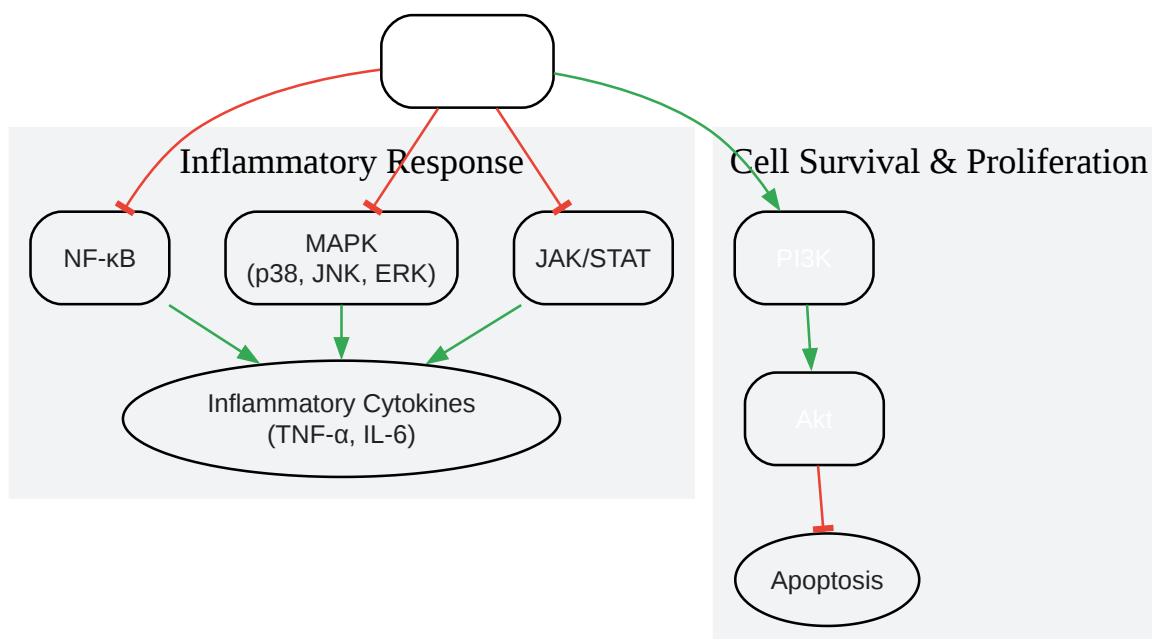 Inflammatory Response
Cell Survival & Proliferation
NF-κB
MAPK
(p38, JNK, ERK)
JAK/STAT
PI3K
Inflammatory Cytokines
(TNF-α, IL-6)
Akt
Apoptosis